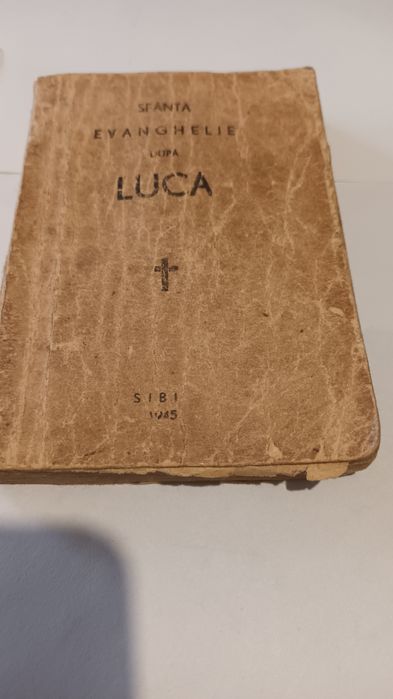 SFANTA
EVANGHELIE
DUPA
LUCA
SIBI
1945